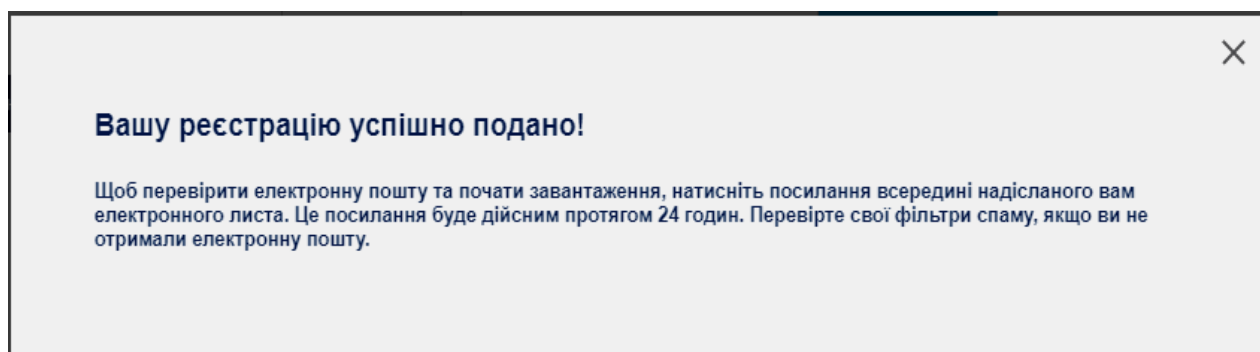 Вашу реєстрацію успішно подано!
Щоб перевірити електронну пошту та почати завантаження, натисніть посилання всередині надісланого вам
електронного листа. Це посилання буде дійсним протягом 24 годин. Перевірте свої фільтри спаму, якщо ви не
отримали електронну пошту.